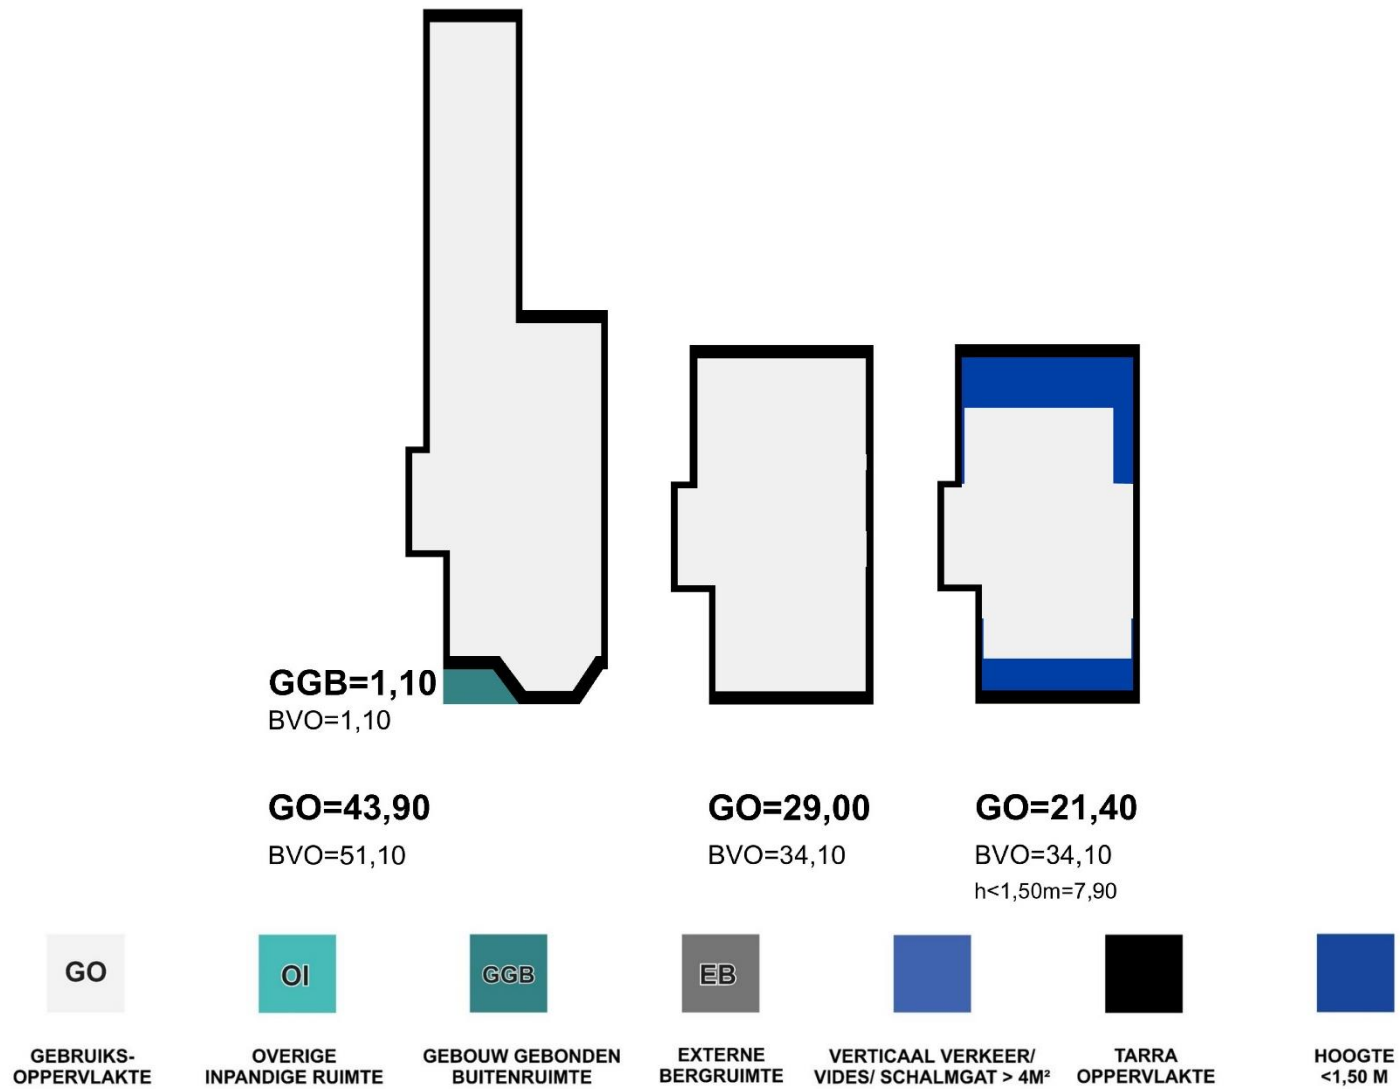 GGB=1,10
BVO=1,10
GO=43,90
BVO=51,10
GO=29,00
BVO=34,10
GO=21,40
BVO=34,10
h<1,50m=7,90
GO
GEBRUIKS-
OPPERVLAKTE
OI
OVERIGE
INPANDIGE RUIMTE
GGB
GEBOUW GEBONDEN
BUITENRUIMTE
EB
EXTERNE
BERGRUIMTE
VERTICAAL VERKEER/
VIDES/ SCHALMGAT > 4M²
TARRA
OPPERVLAKTE
HOOGTE
<1,50 M